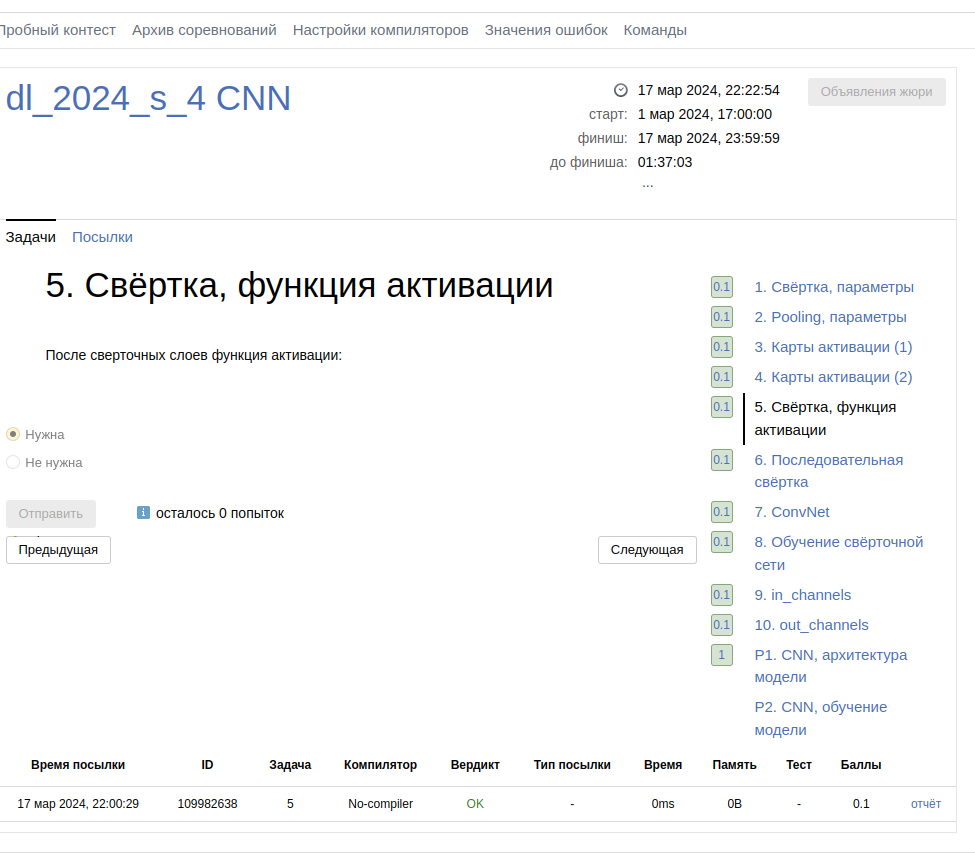 Пробный контест Архив соревнований Настройки компиляторов Значения ошибок Команды
dl_2024_s_4 CNN
17 мар 2024, 22:22:54
старт: 1 мар 2024, 17:00:00
финиш: 17 мар 2024, 23:59:59
до финиша: 01:37:03
...
Объявления жюри
Задачи Посылки
5. Свёртка, функция активации
После сверточных слоев функция активации:
Нужна
Не нужна
Отправить
i осталось 0 попыток
Предыдущая Следующая
0.1 1. Свёртка, параметры
0.1 2. Pooling, параметры
0.1 3. Карты активации (1)
0.1 4. Карты активации (2)
0.1 5. Свёртка, функция
активации
0.1 6. Последовательная
свёртка
0.1 7. ConvNet
0.1 8. Обучение свёрточной
сети
0.1 9. in_channels
0.1 10. out_channels
1 P1. CNN, архитектура
модели
P2. CNN, обучение
модели
Время посылки ID Задача Компилятор Вердикт Тип посылки Время Память Тест Баллы
17 мар 2024, 22:00:29 109982638 5 No-compiler OK - 0ms 0B - 0.1 отчёт